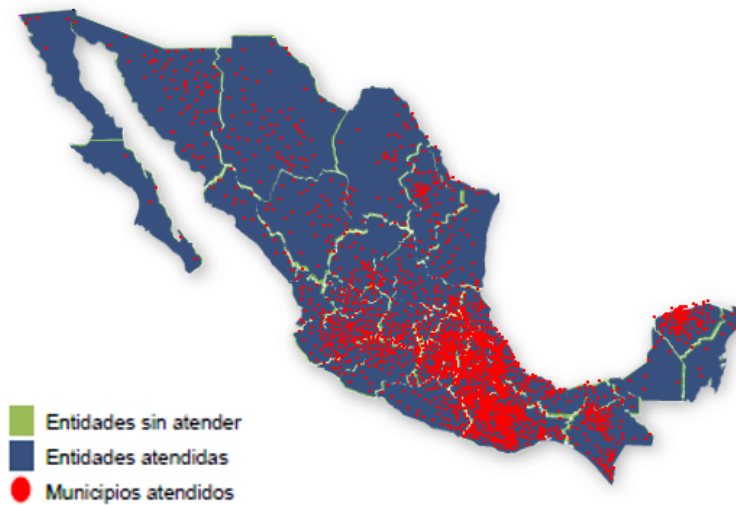 Entidades sin atender
Entidades atendidas
Municipios atendidos